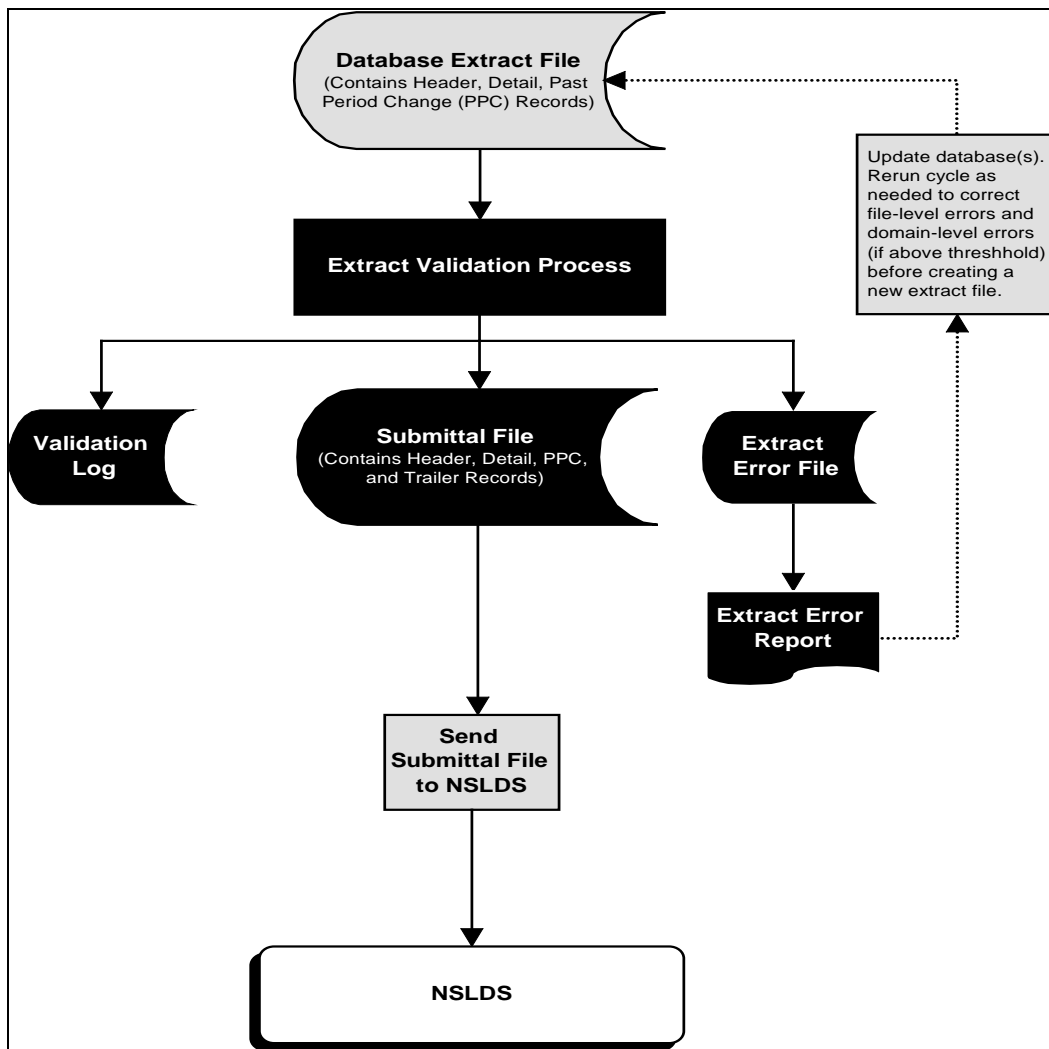 Database Extract File
(Contains Header, Detail, Past
Period Change (PPC) Records)
Update database(s).
Rerun cycle as
needed to correct
file-level errors and
domain-level errors
(if above threshhold)
before creating a
new extract file.
Extract Validation Process
Validation
Log
Submittal File
(Contains Header, Detail, PPC,
and Trailer Records)
Extract
Error File
Extract Error
Report
Send
Submittal File
to NSLDS
NSLDS